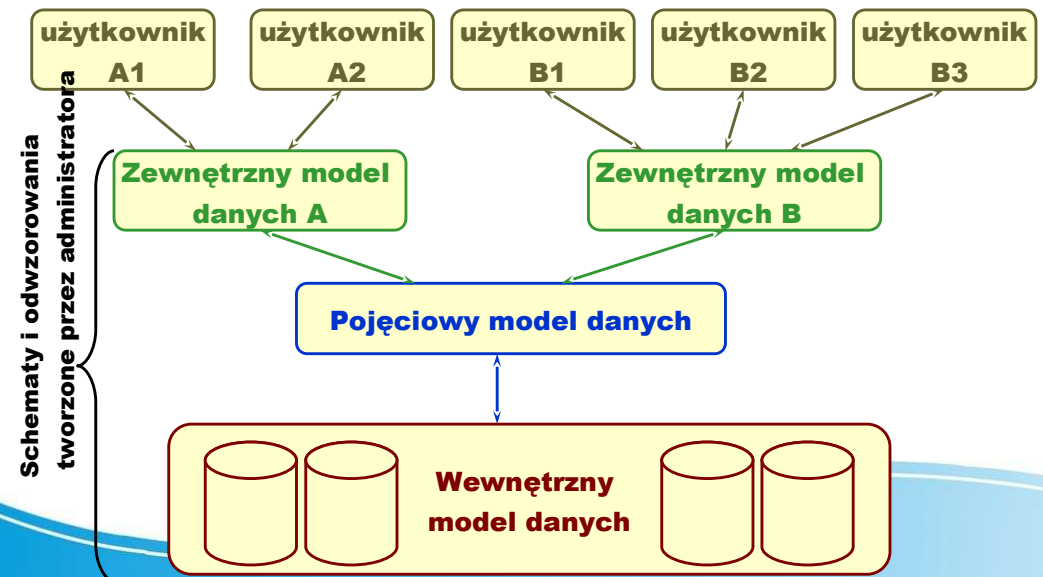 użytkownik
A1
użytkownik
A2
użytkownik
B1
użytkownik
B2
użytkownik
B3
Schematy i odwzorowania
tworzone przez administratora
Zewnętrzny model
danych A
Zewnętrzny model
danych B
Pojęciowy model danych
Wewnętrzny
model danych